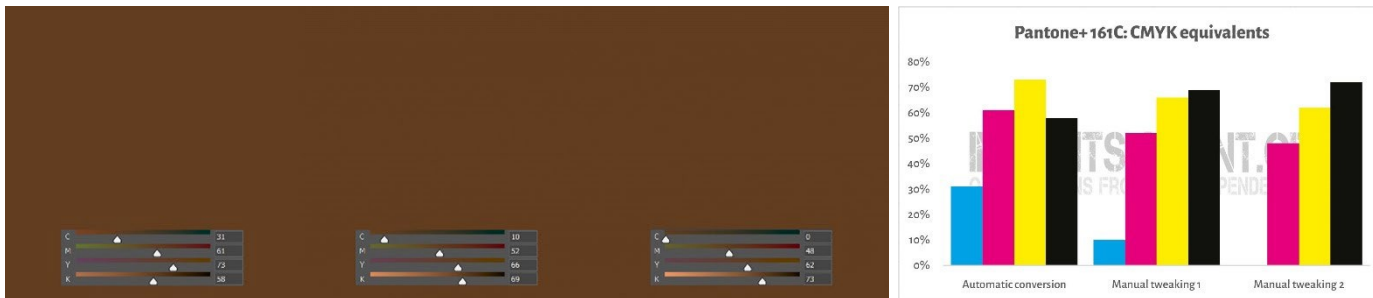 C 31
M 61
Y 73
K 58
C 10
M 52
Y 66
K 69
C 0
M 48
Y 62
K 73
Pantone+ 161C: CMYK equivalents
80%
70%
60%
50%
40%
30%
20%
10%
0%
Automatic conversion
Manual tweaking 1
Manual tweaking 2